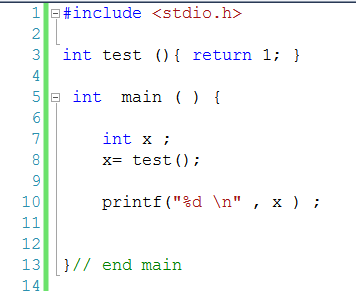 1 #include <stdio.h>
2
3 int test (){ return 1; }
4
5 int  main ( ) {
6
7     int x ;
8     x= test();
9
10     printf("%d \n" , x ) ;
11
12
13 }// end main
14